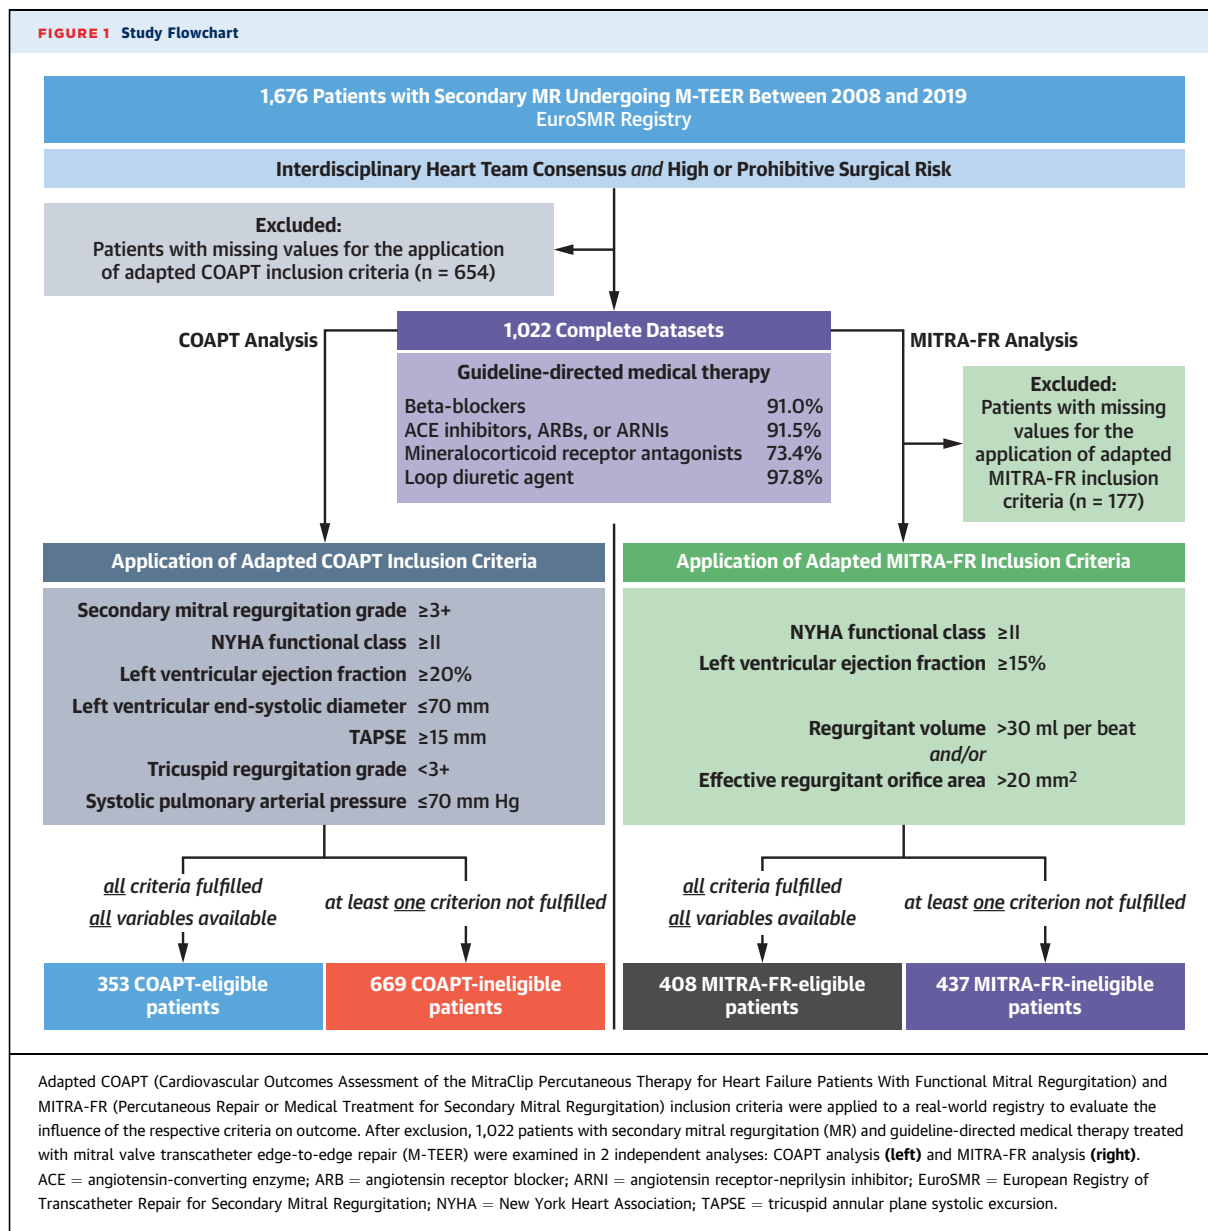 FIGURE 1 Study Flowchart
1,676 Patients with Secondary MR Undergoing M-TEER Between 2008 and 2019
EuroSMR Registry
Interdisciplinary Heart Team Consensus and High or Prohibitive Surgical Risk
Excluded:
Patients with missing values for the application
of adapted COAPT inclusion criteria (n = 654)
COAPT Analysis
1,022 Complete Datasets
MITRA-FR Analysis
Guideline-directed medical therapy
Beta-blockers 91.0%
ACE inhibitors, ARBs, or ARNIs 91.5%
Mineralocorticoid receptor antagonists 73.4%
Loop diuretic agent 97.8%
Excluded:
Patients with missing
values for the
application of adapted
MITRA-FR inclusion
criteria (n = 177)
Application of Adapted COAPT Inclusion Criteria
Secondary mitral regurgitation grade ≥3+
NYHA functional class ≥II
Left ventricular ejection fraction ≥20%
Left ventricular end-systolic diameter ≤70 mm
TAPSE ≥15 mm
Tricuspid regurgitation grade <3+
Systolic pulmonary arterial pressure ≤70 mm Hg
all criteria fulfilled
all variables available
at least one criterion not fulfilled
353 COAPT-eligible
patients
669 COAPT-ineligible
patients
Application of Adapted MITRA-FR Inclusion Criteria
NYHA functional class ≥II
Left ventricular ejection fraction ≥15%
Regurgitant volume >30 ml per beat
and/or
Effective regurgitant orifice area >20 mm²
all criteria fulfilled
all variables available
at least one criterion not fulfilled
408 MITRA-FR-eligible
patients
437 MITRA-FR-ineligible
patients
Adapted COAPT (Cardiovascular Outcomes Assessment of the MitraClip Percutaneous Therapy for Heart Failure Patients With Functional Mitral Regurgitation) and
MITRA-FR (Percutaneous Repair or Medical Treatment for Secondary Mitral Regurgitation) inclusion criteria were applied to a real-world registry to evaluate the
influence of the respective criteria on outcome. After exclusion, 1,022 patients with secondary mitral regurgitation (MR) and guideline-directed medical therapy treated
with mitral valve transcatheter edge-to-edge repair (M-TEER) were examined in 2 independent analyses: COAPT analysis (left) and MITRA-FR analysis (right).
ACE = angiotensin-converting enzyme; ARB = angiotensin receptor blocker; ARNI = angiotensin receptor-neprilysin inhibitor; EuroSMR = European Registry of
Transcatheter Repair for Secondary Mitral Regurgitation; NYHA = New York Heart Association; TAPSE = tricuspid annular plane systolic excursion.